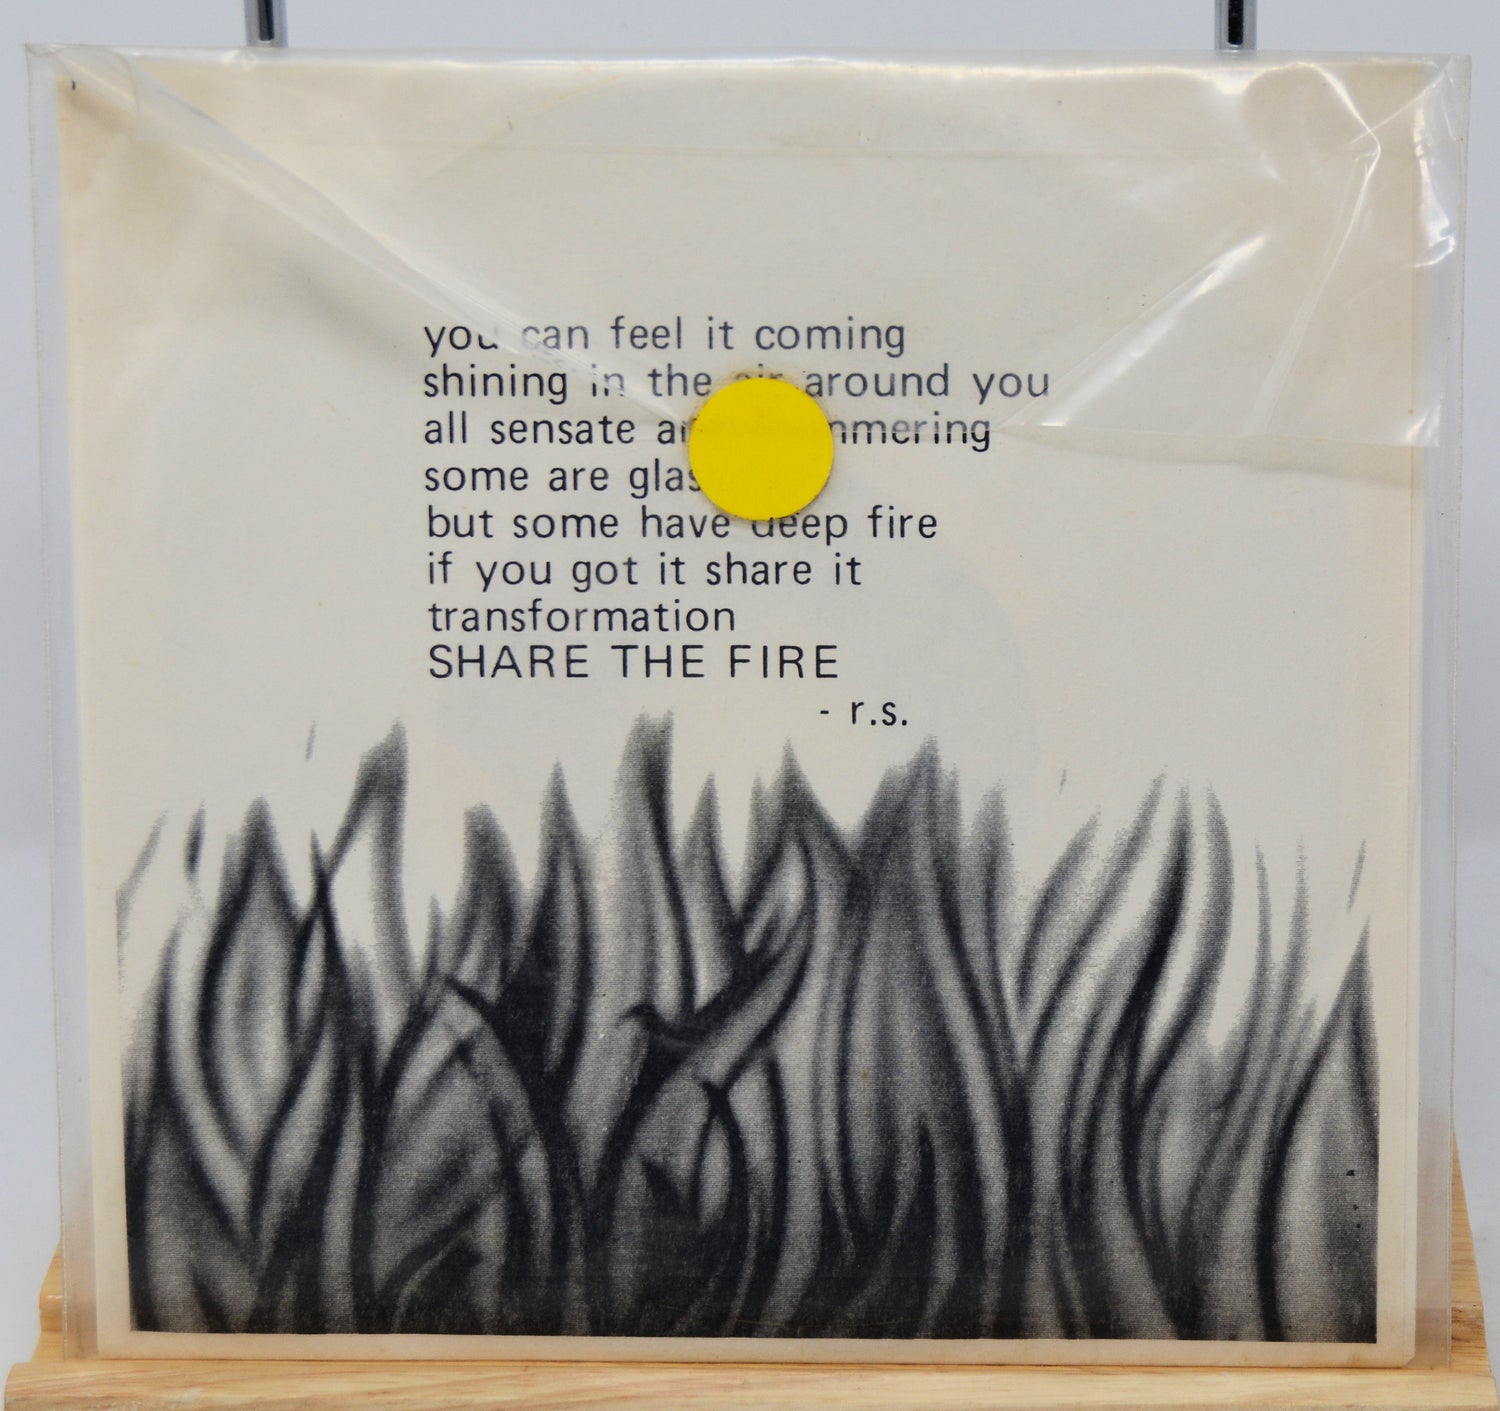 you can feel it coming
shining in the air around you
all sensate
some are
but some have deep fire
if you got it share it
transformation
SHARE THE FIRE
- r.s.